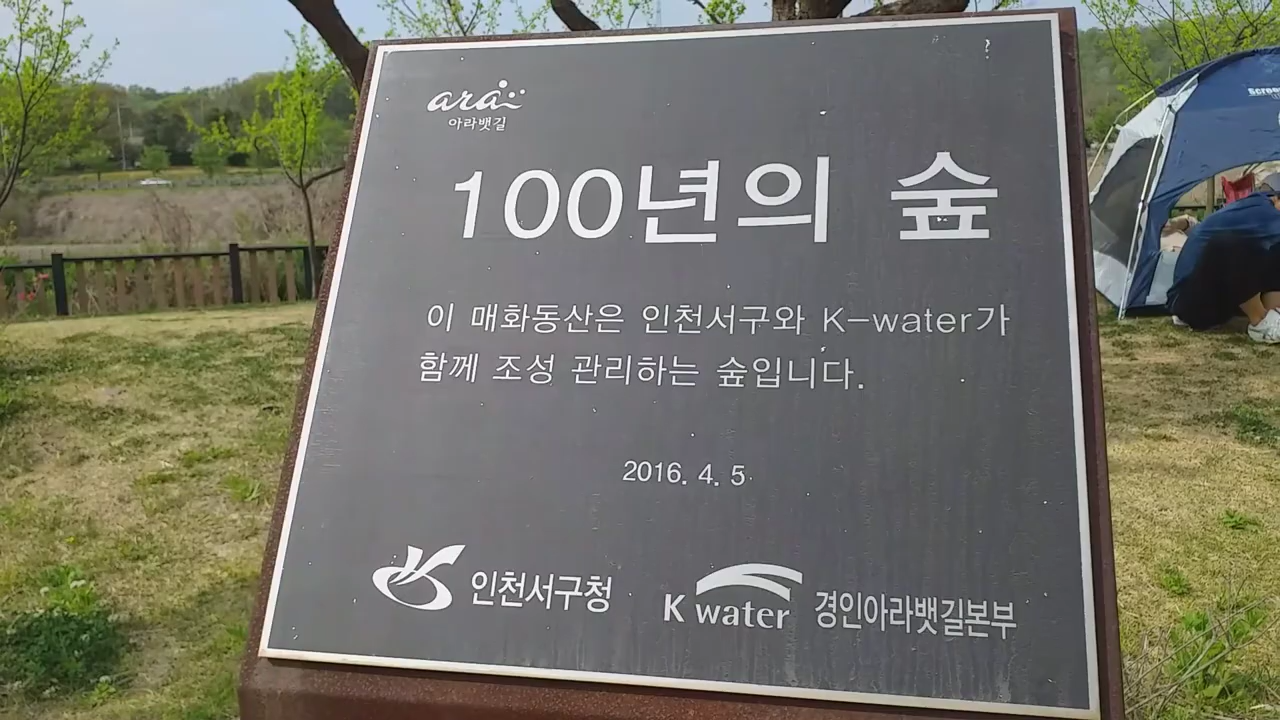 ara
아라뱃길
100년의 숲
이 매화동산은 인천서구와 K-water가
함께 조성 관리하는 숲입니다.
2016. 4. 5
인천서구청
K water 경인아라뱃길본부